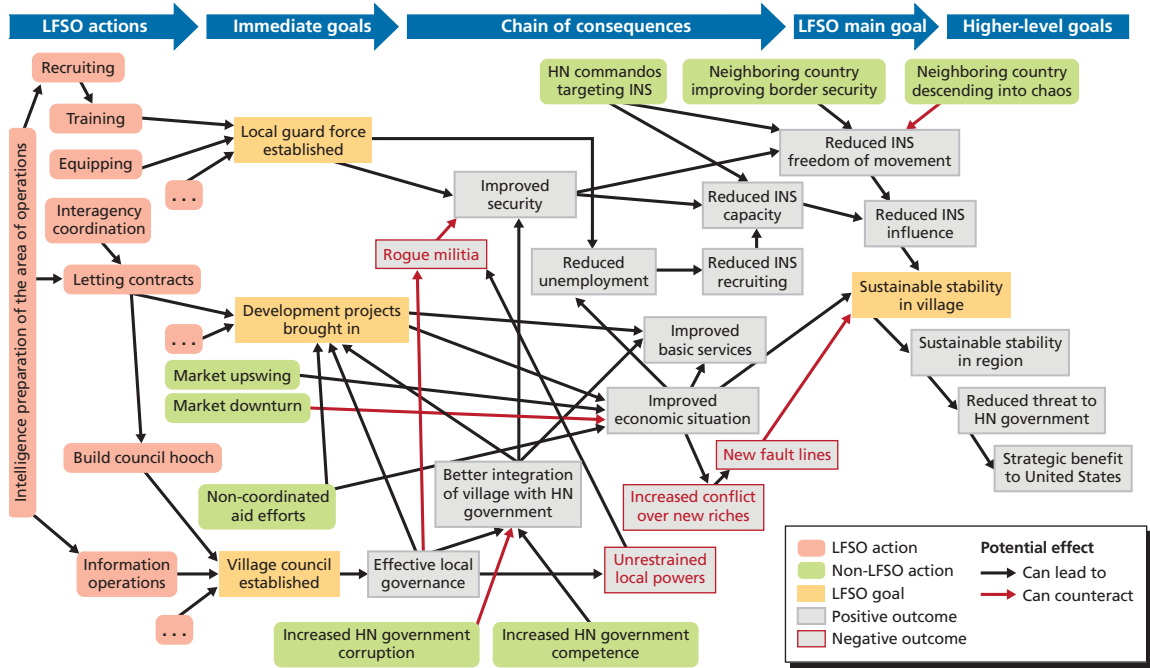 LFSO actions
Immediate goals
Chain of consequences
LFSO main goal
Higher-level goals
Intelligence preparation of the area of operations
Recruiting
Training
Equipping
...
Interagency
coordination
Letting contracts
...
Build council hooch
Information
operations
...
Local guard force
established
Development projects
brought in
Market upswing
Market downturn
Non-coordinated
aid efforts
Village council
established
HN commandos
targeting INS
Neighboring country
improving border security
Neighboring country
descending into chaos
Improved
security
Rogue militia
Reduced
unemployment
Reduced INS
capacity
Reduced INS
recruiting
Reduced INS
freedom of movement
Reduced INS
influence
Improved
basic services
Improved
economic situation
Better integration
of village with HN
government
New fault lines
Increased conflict
over new riches
Effective local
governance
Unrestrained
local powers
Increased HN government
corruption
Increased HN government
competence
Sustainable stability
in village
Sustainable stability
in region
Reduced threat to
HN government
Strategic benefit
to United States
LFSO action
Non-LFSO action
LFSO goal
Positive outcome
Negative outcome
Potential effect
Can lead to
Can counteract